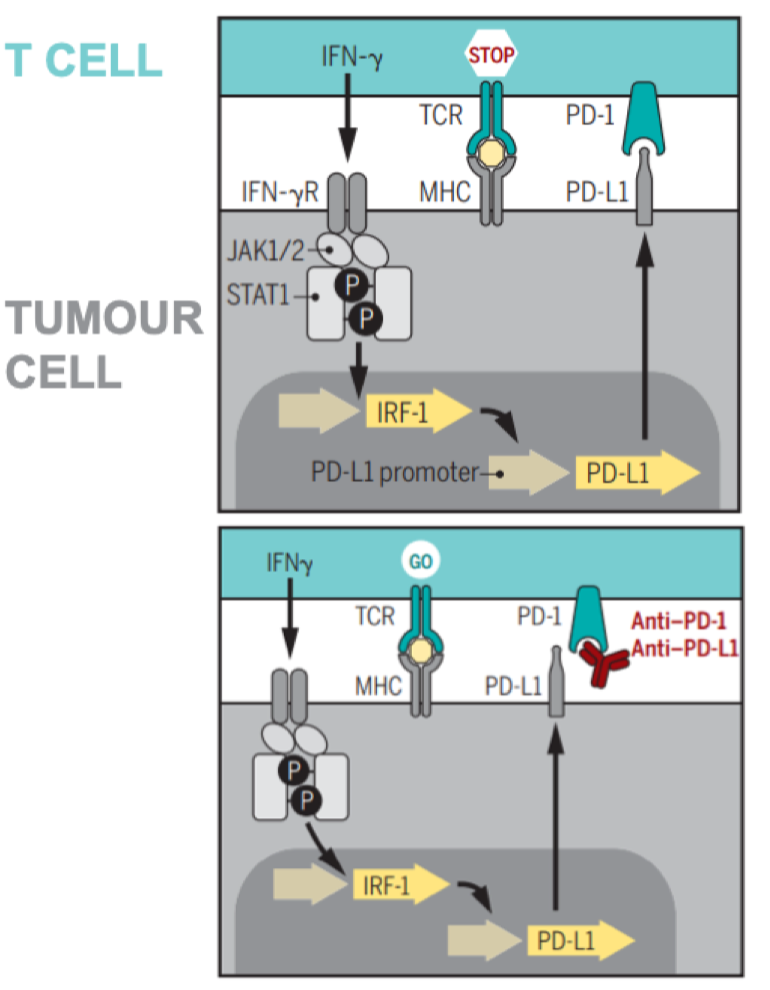 T CELL
TUMOUR
CELL
IFN-γ
STOP
TCR
PD-1
IFN-γR
MHC
PD-L1
JAK1/2
STAT1
P
P
IRF-1
PD-L1 promoter
PD-L1
IFNγ
GO
TCR
PD-1
Anti–PD-1
Anti–PD-L1
MHC
PD-L1
P
P
IRF-1
PD-L1